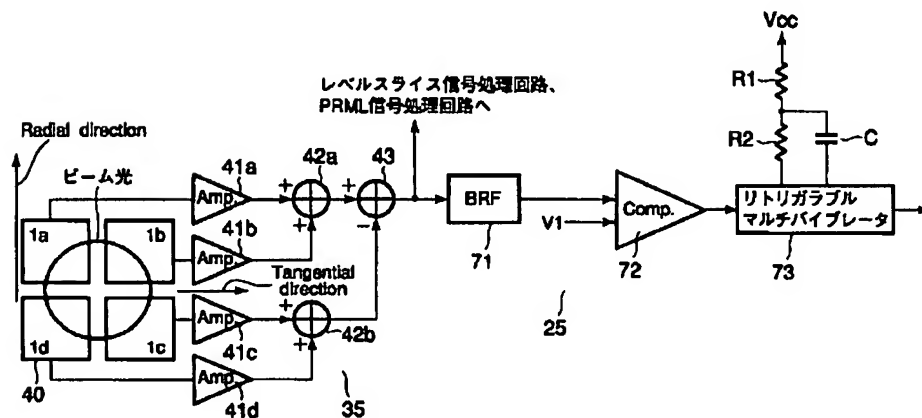 Vcc
R1
レベルスライス信号処理回路、
PRML信号処理回路へ
Radial direction
ビーム光
41a
42a
43
R2
C
Amp.
+
+
+
-
1a
1b
Amp.
41b
BRF
71
V1
Comp.
72
リトリガラブル
マルチバイブレータ
73
Tangential
direction
1d
1c
Amp.
41c
+
+
42b
25
40
Amp.
41d
35